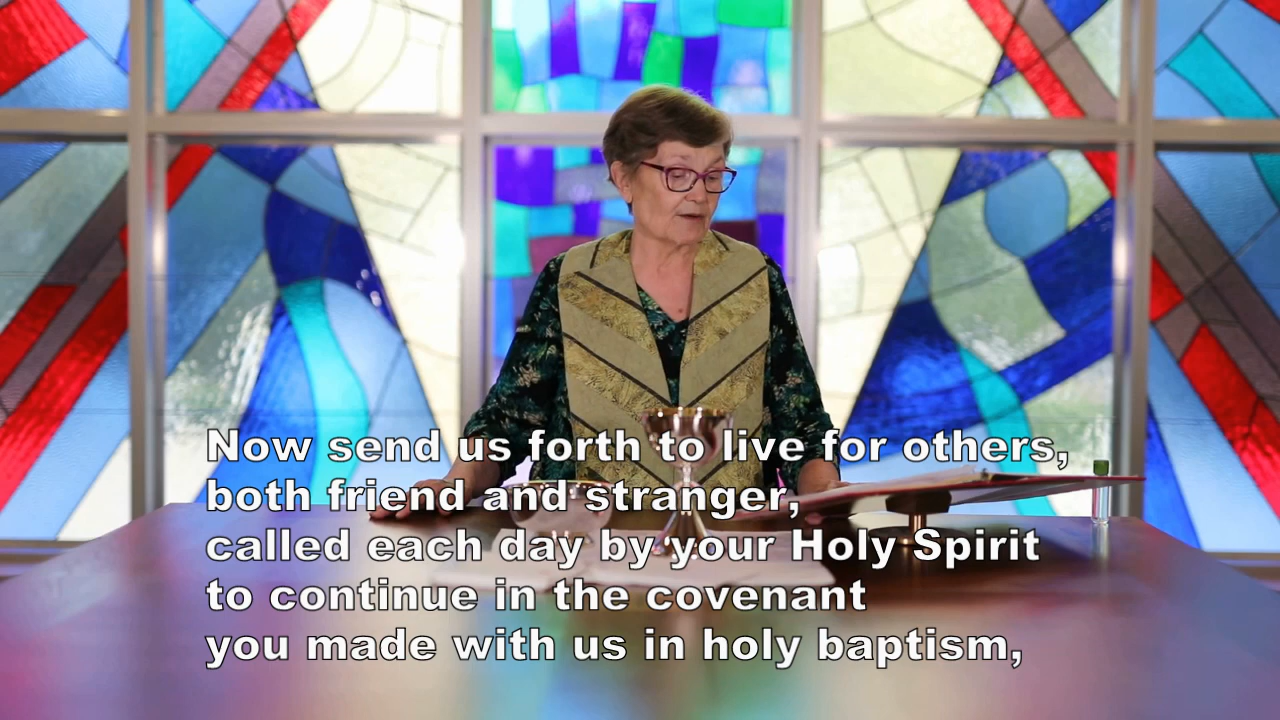 Now send us forth to live for others,
both friend and stranger,
called each day by your Holy Spirit
to continue in the covenant
you made with us in holy baptism,